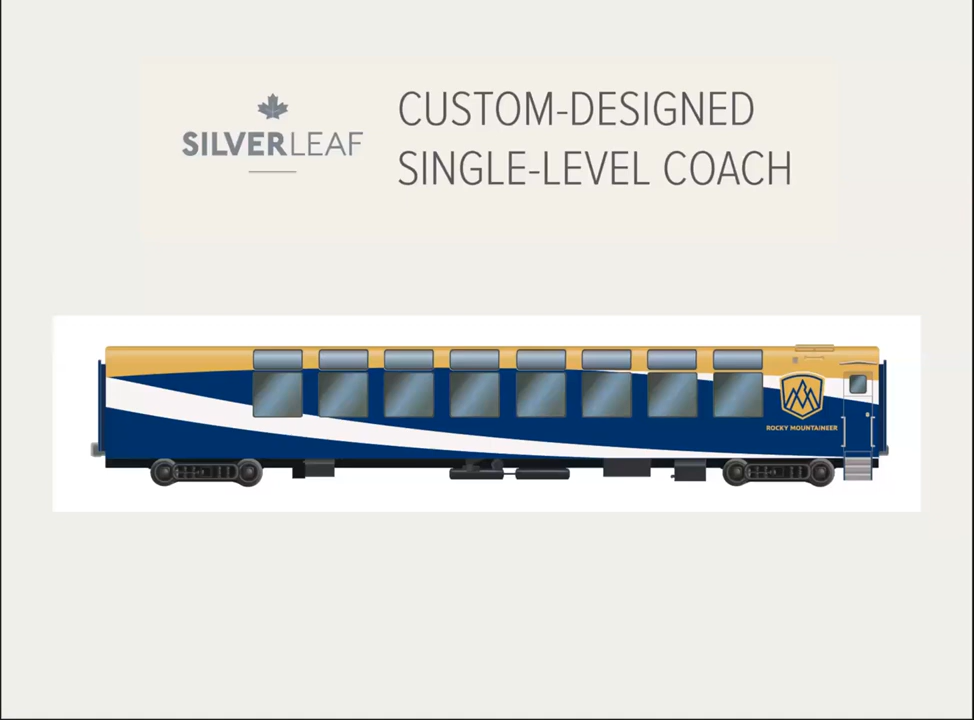 SILVERLEAF
CUSTOM-DESIGNED
SINGLE-LEVEL COACH
ROCKY MOUNTAINEER